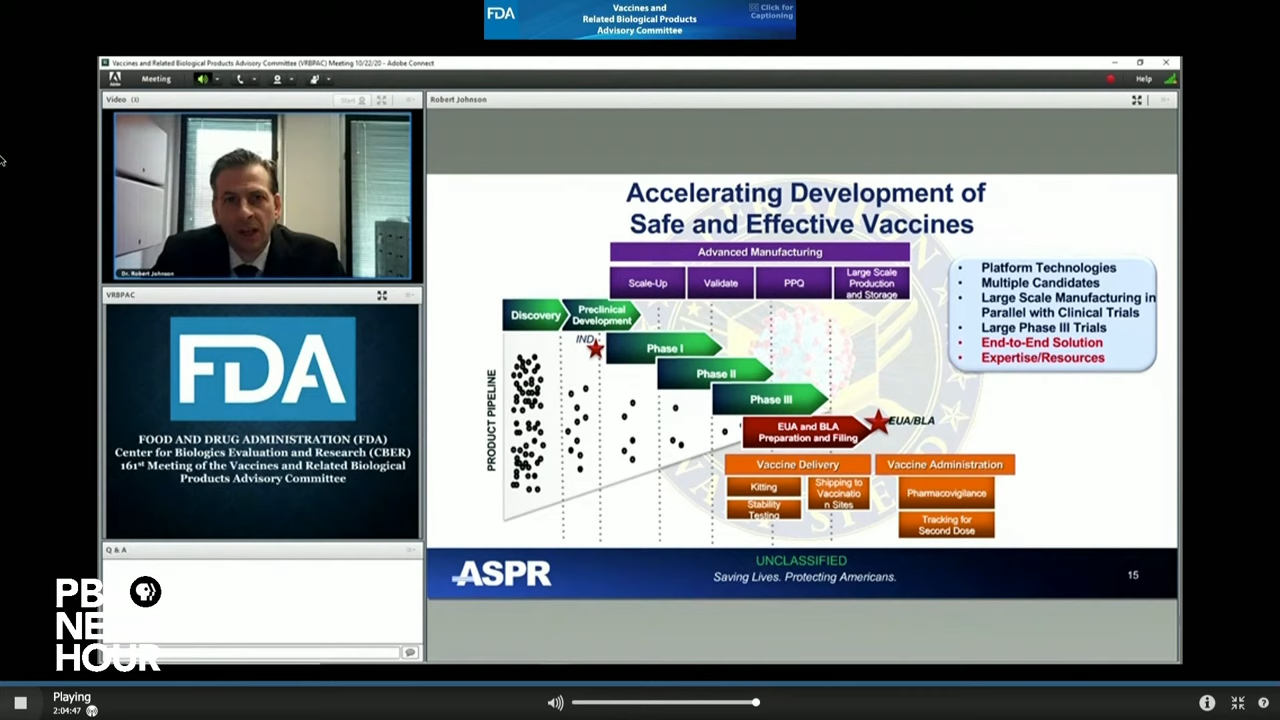 FDA
Vaccines and
Related Biological Products
Advisory Committee
Click for
Captioning
Vaccines and Related Biological Products Advisory Committee (VRBPAC) Meeting 10/22/20 - Adobe Connect
Meeting
Help
Video (1)
Start
Robert Johnson
Dr. Robert Johnson
VRBPAC
FDA
FOOD AND DRUG ADMINISTRATION (FDA)
Center for Biologics Evaluation and Research (CBER)
161st Meeting of the Vaccines and Related Biological
Products Advisory Committee
Q & A
Accelerating Development of
Safe and Effective Vaccines
Advanced Manufacturing
Scale-Up
Validate
PPQ
Large Scale
Production
and Storage
Discovery
Preclinical
Development
IND
Phase I
Phase II
Phase III
EUA and BLA
Preparation and Filing
EUA/BLA
PRODUCT PIPELINE
Vaccine Delivery
Vaccine Administration
Kitting
Stability
Testing
Shipping to
Vaccinatio
n Sites
Pharmacovigilance
Tracking for
Second Dose
• Platform Technologies
• Multiple Candidates
• Large Scale Manufacturing in
Parallel with Clinical Trials
• Large Phase III Trials
• End-to-End Solution
• Expertise/Resources
ASPR
UNCLASSIFIED
Saving Lives. Protecting Americans.
15
PB
NE
HOUR
Playing
2:04:47